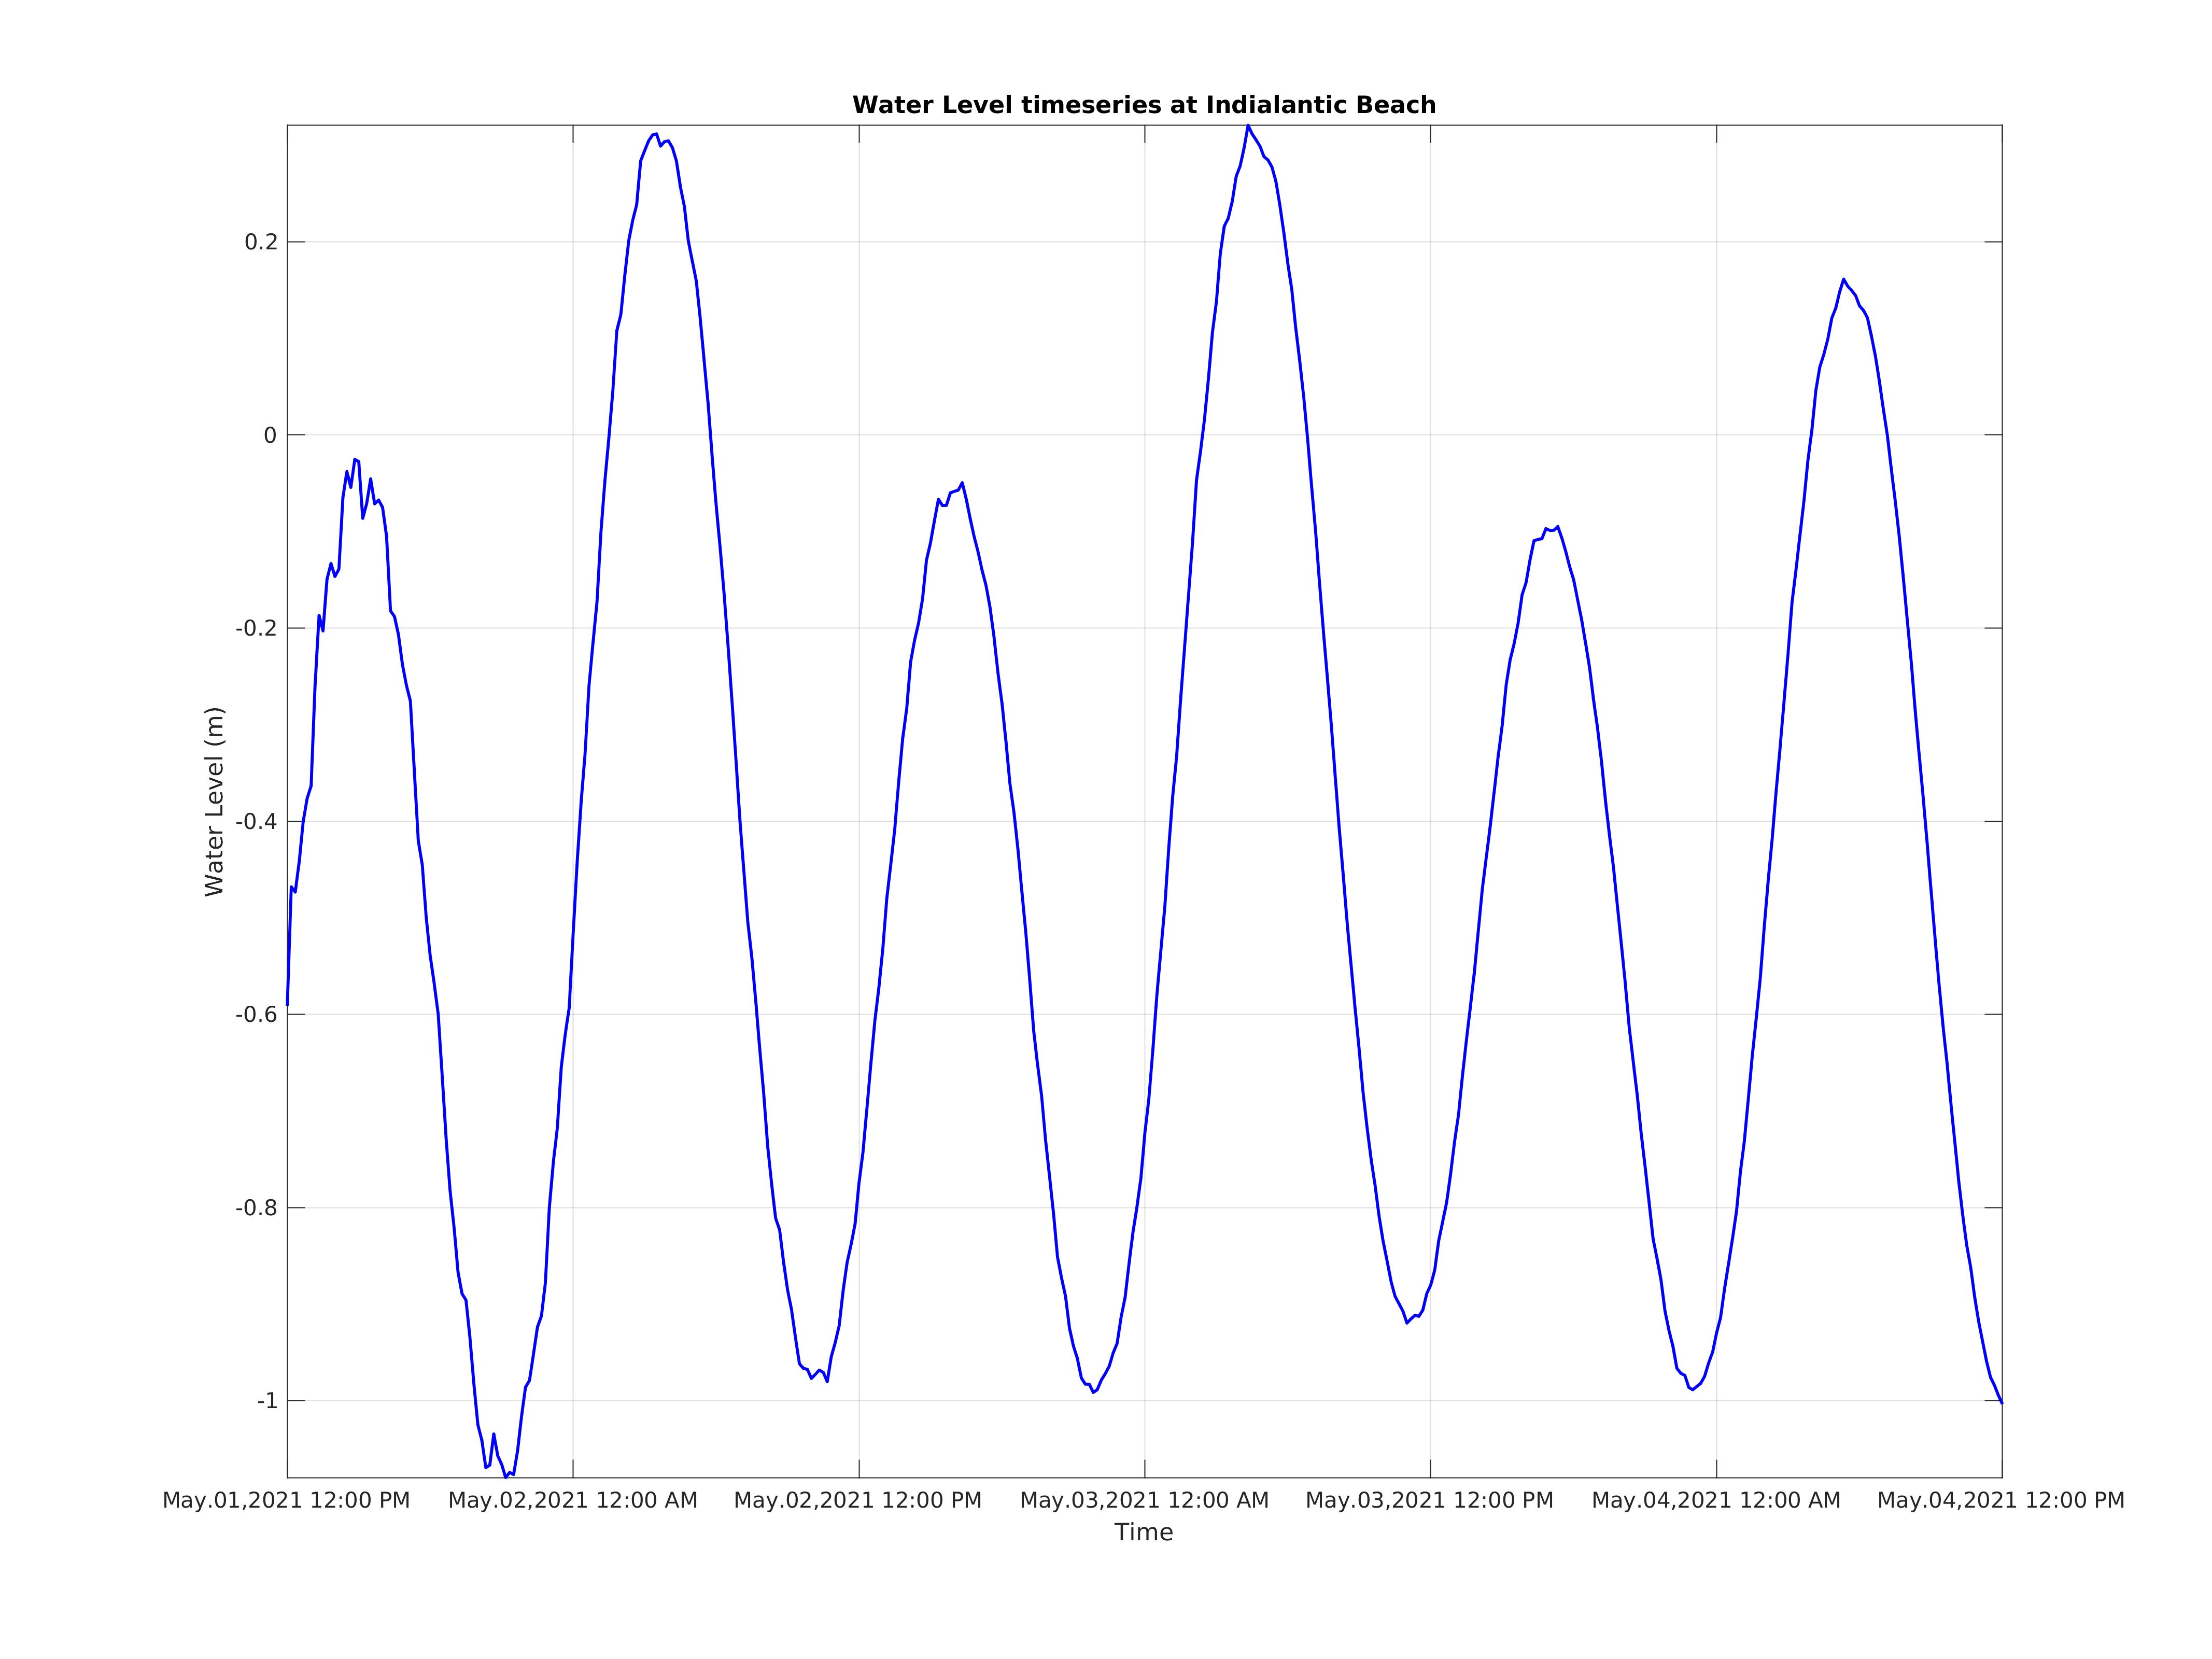 Water Level timeseries at Indialantic Beach
0.2
0
-0.2
-0.4
-0.6
-0.8
-1
Water Level (m)
May.01,2021 12:00 PM
May.02,2021 12:00 AM
May.02,2021 12:00 PM
May.03,2021 12:00 AM
May.03,2021 12:00 PM
May.04,2021 12:00 AM
May.04,2021 12:00 PM
Time